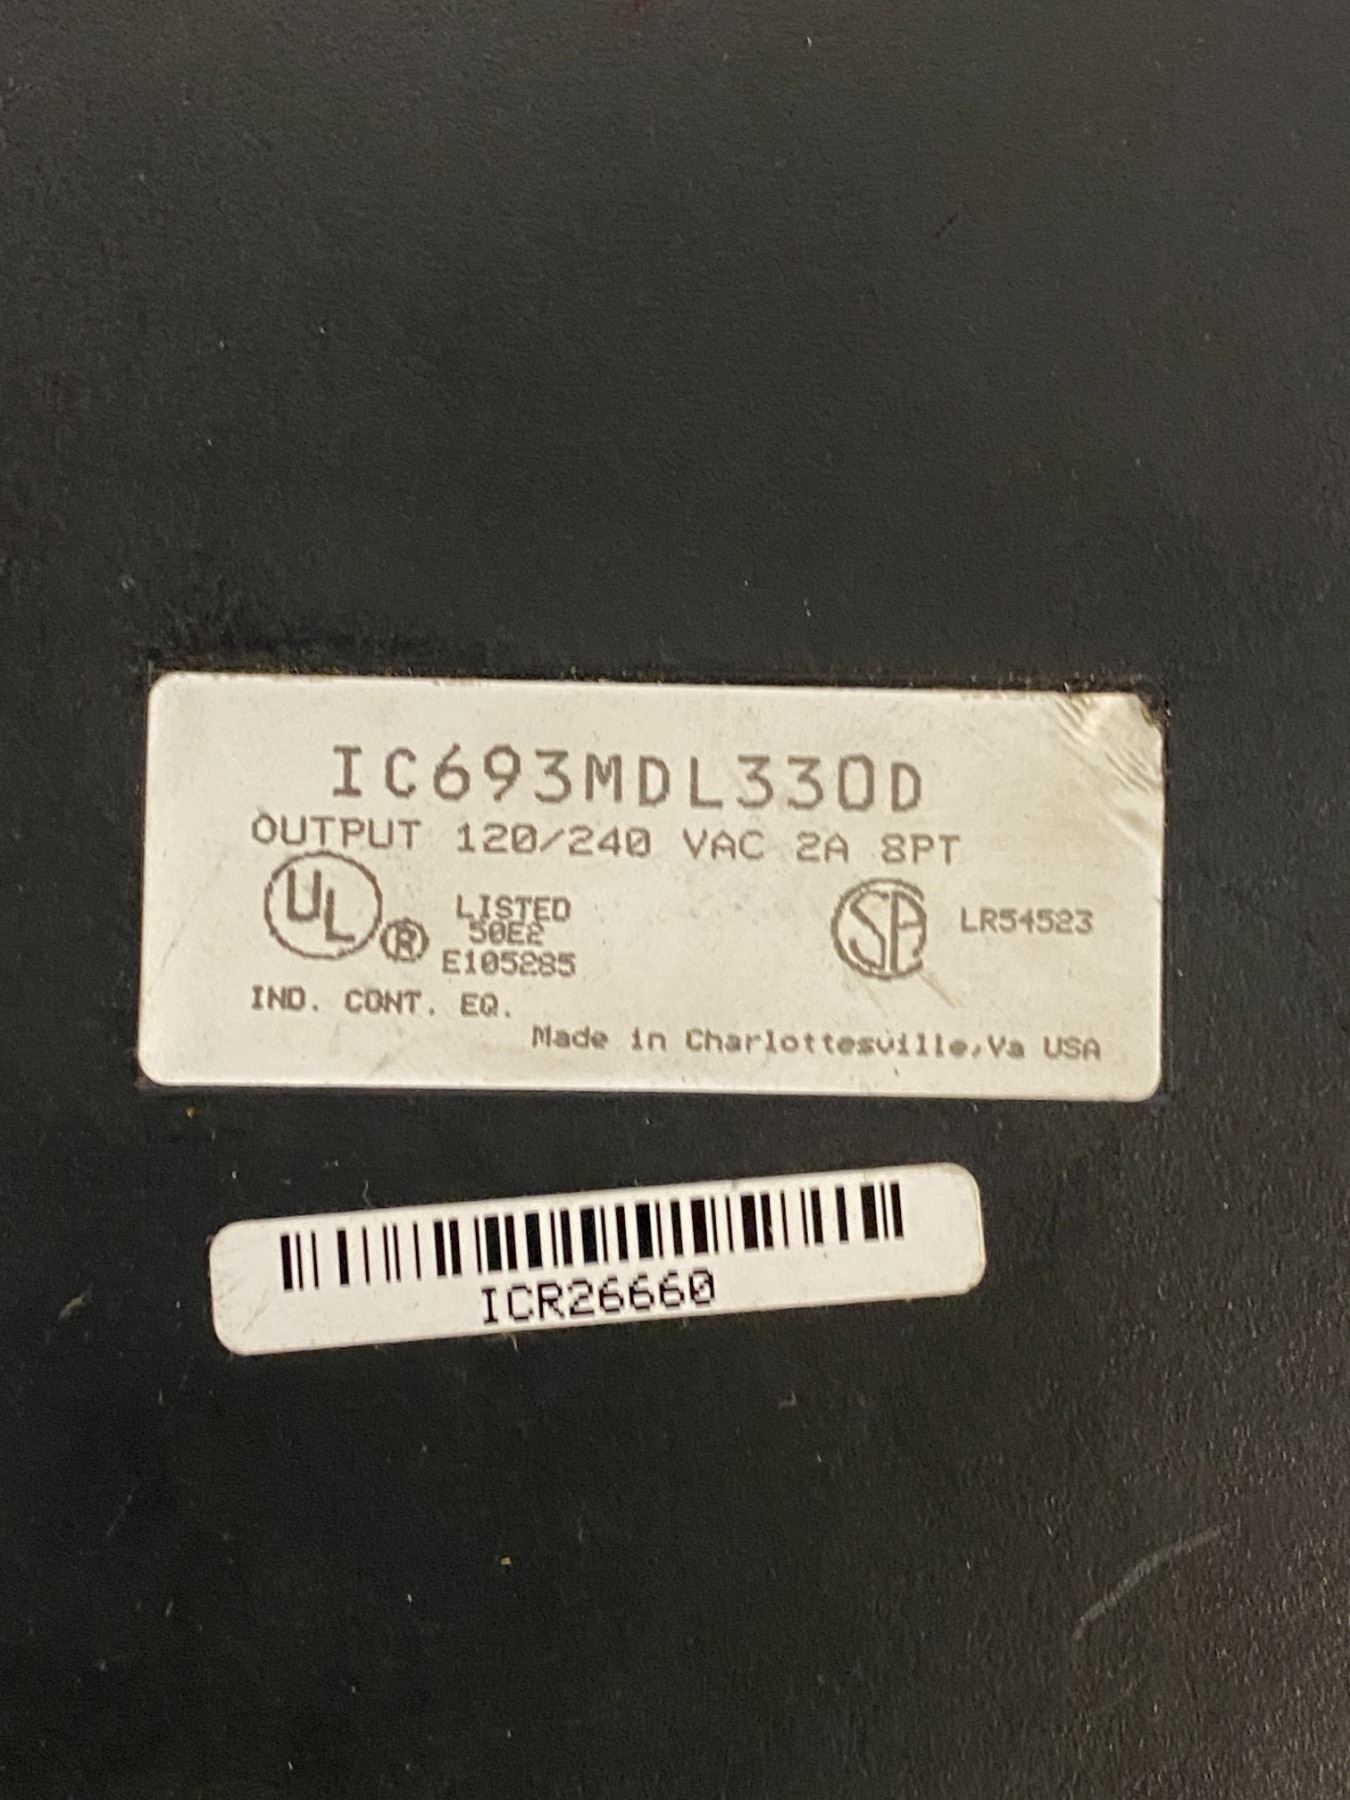 IC693MDL330D
OUTPUT 120/240 VAC 2A 8PT
UL ® LISTED
50E2
E105285
SA LR54523
IND. CONT. EQ.
Made in Charlottesville,Va USA
ICR26660